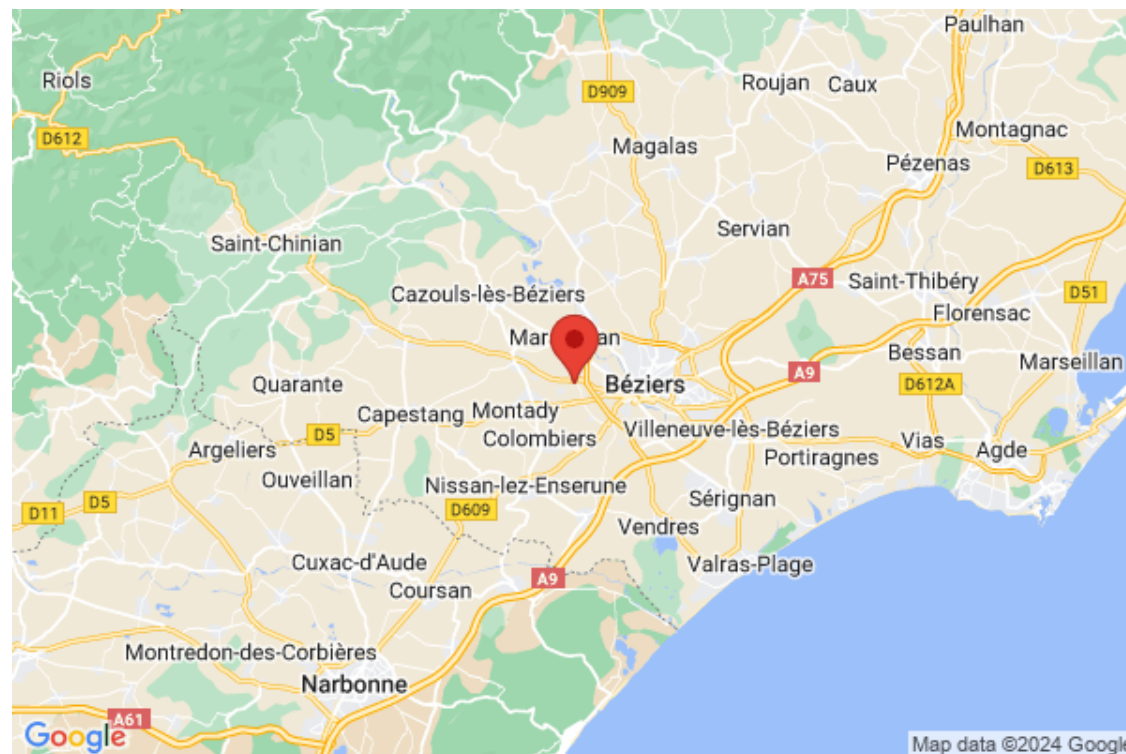 Paulhan
Riols
Roujan
Caux
D909
D612
Montagnac
Magalas
Pézenas
D613
Servian
Saint-Chinian
A75
Saint-Thibéry
D51
Cazouls-lès-Béziers
Florensac
Bessan
Marseillan
A9
Quarante
Béziers
D612A
Capestang
Montady
D5
Villeneuve-lès-Béziers
Colombiers
Vias
Agde
Argeliers
Portiragnes
Ouveillan
Nissan-lez-Enserune
D5
Sérignan
D11
D609
Vendres
Cuxac-d'Aude
Valras-Plage
A9
Coursan
Montredon-des-Corbières
Narbonne
A61
Google
Map data ©2024 Google